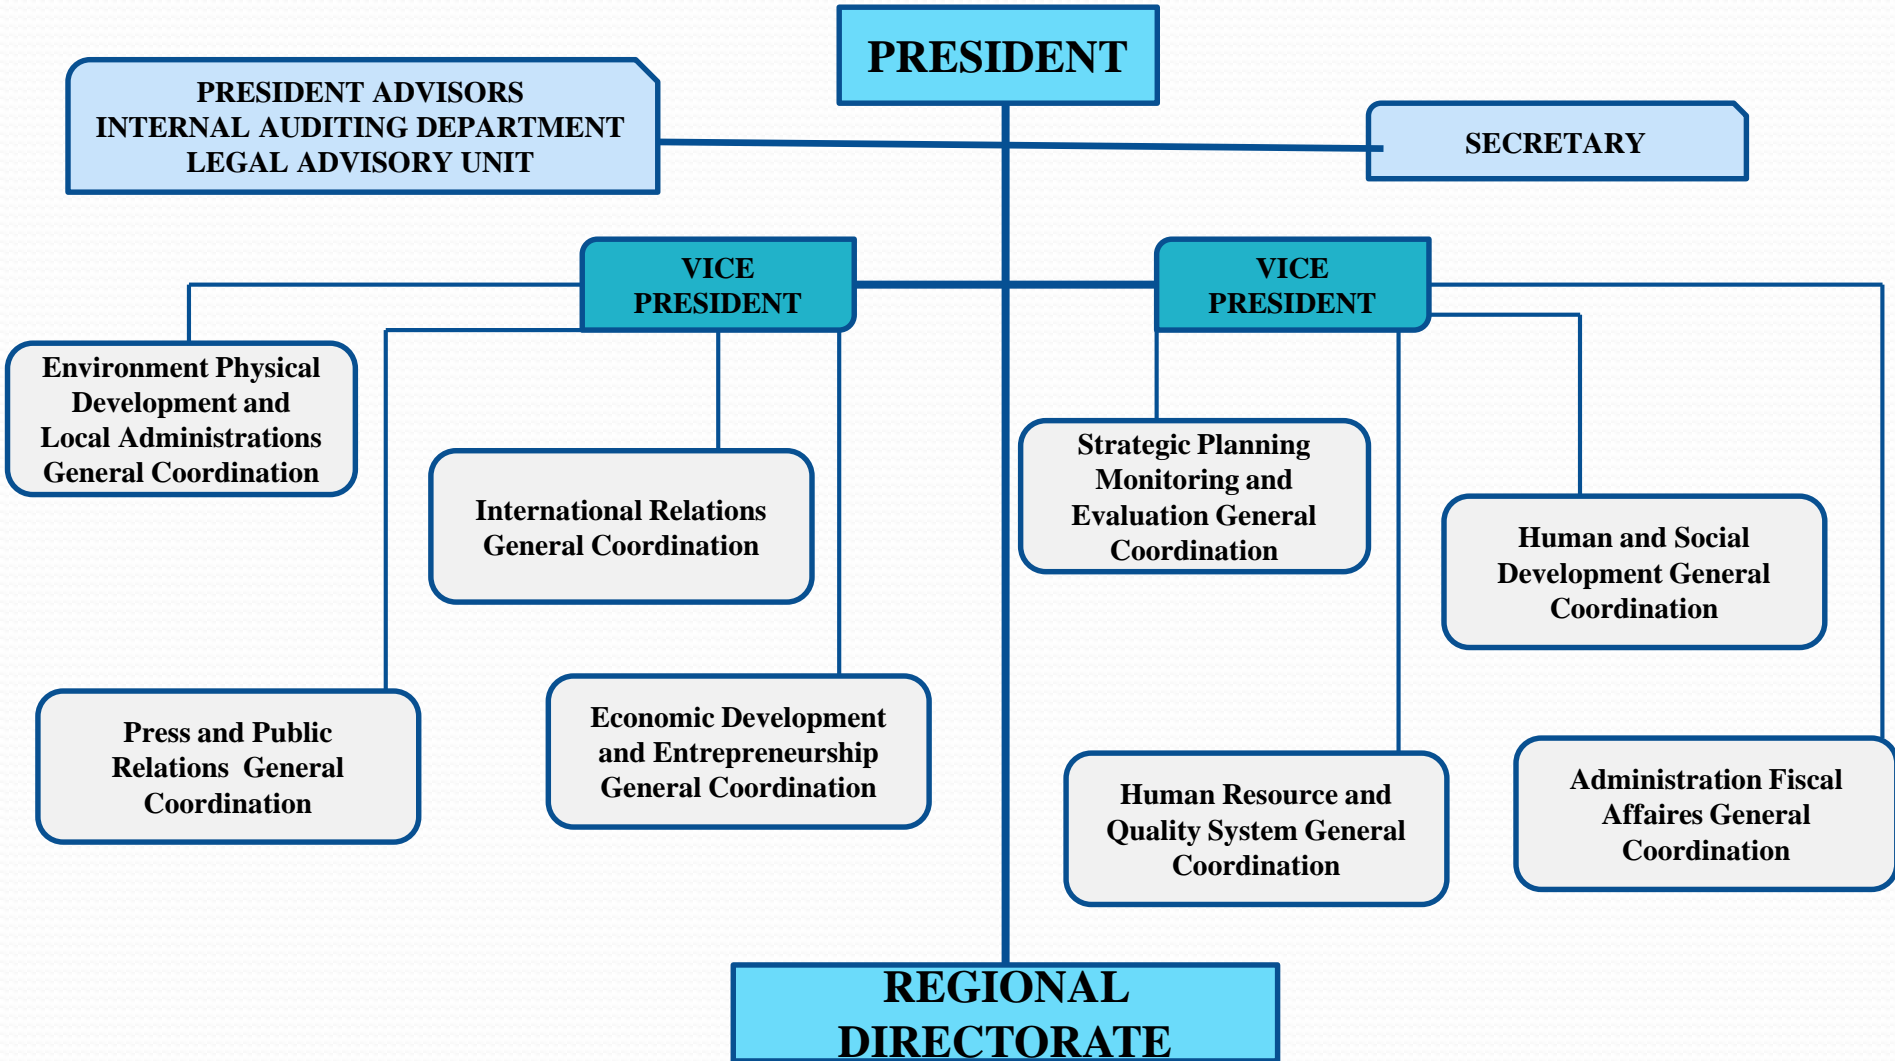 PRESIDENT
PRESIDENT ADVISORS
INTERNAL AUDITING DEPARTMENT
LEGAL ADVISORY UNIT
SECRETARY
VICE
PRESIDENT
VICE
PRESIDENT
Environment Physical
Development and
Local Administrations
General Coordination
International Relations
General Coordination
Strategic Planning
Monitoring and
Evaluation General
Coordination
Human and Social
Development General
Coordination
Press and Public
Relations General
Coordination
Economic Development
and Entrepreneurship
General Coordination
Human Resource and
Quality System General
Coordination
Administration Fiscal
Affaires General
Coordination
REGIONAL
DIRECTORATE